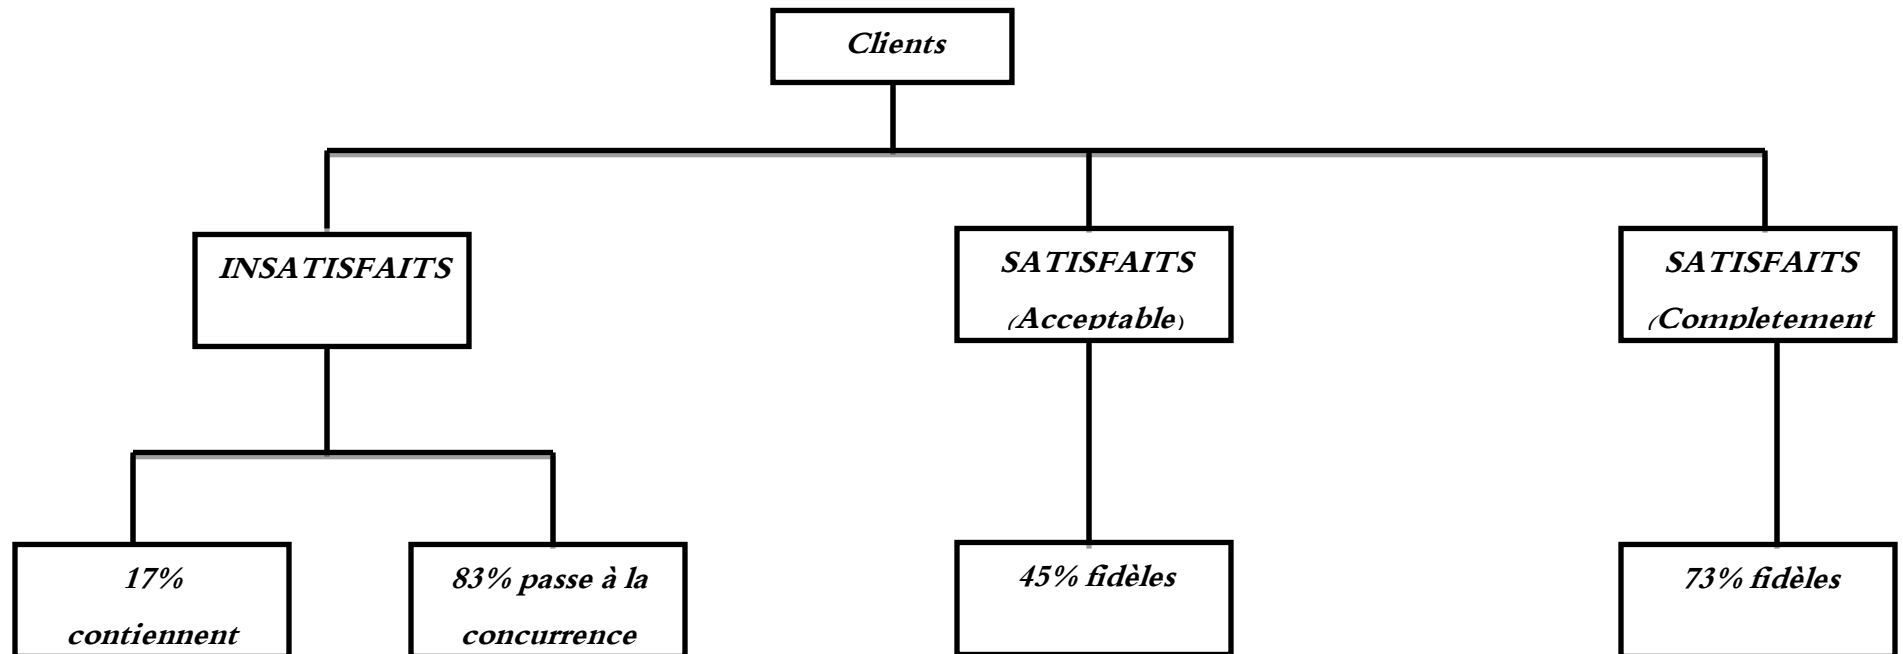 Clients
INSATISFAITS
SATISFAITS
(Acceptable)
SATISFAITS
(Completement
17%
contiennent
83% passe à la
concurrence
45% fidèles
73% fidèles